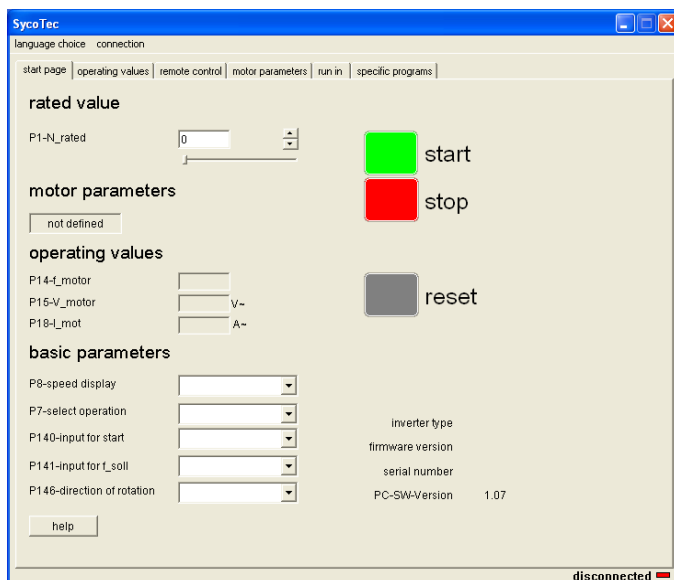 SycoTec
language choice connection
start page operating values remote control motor parameters run in specific programs
rated value
P1-N_rated 0
start
motor parameters
stop
not defined
operating values
P14-f_motor
reset
P15-V_motor V~
P18-I_mot A~
basic parameters
P8-speed display
P7-select operation
inverter type
P140-input for start
firmware version
P141-input for f_soll
serial number
P146-direction of rotation
PC-SW-Version 1.07
help
disconnected